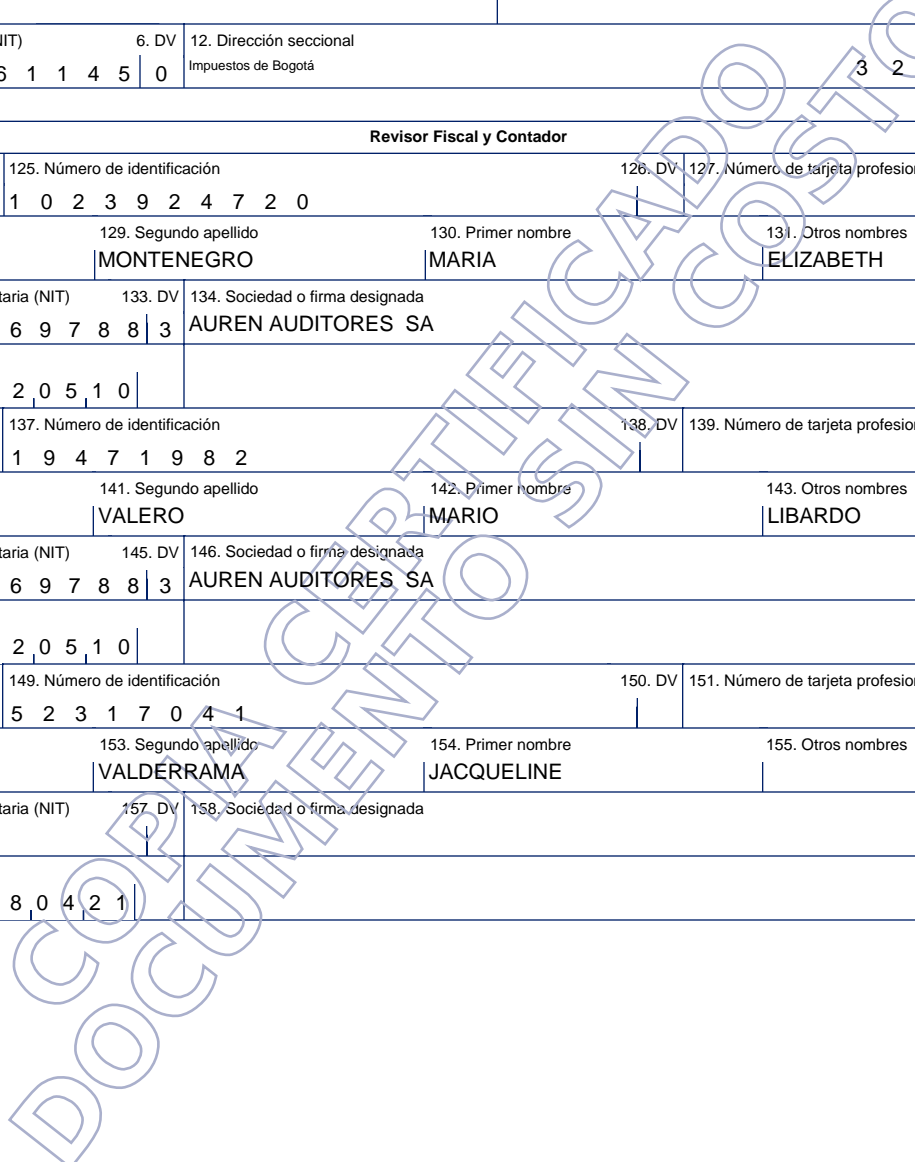 NIT) 6. DV 12. Dirección seccional
6 1 1 4 5 0 Impuestos de Bogotá 3 2
Revisor Fiscal y Contador
125. Número de identificación 126. DV 127. Número de tarjeta profesion
1 0 2 3 9 2 4 7 2 0
129. Segundo apellido 130. Primer nombre 131. Otros nombres
MONTENEGRO MARIA ELIZABETH
taria (NIT) 133. DV 134. Sociedad o firma designada
6 9 7 8 8 3 AUREN AUDITORES SA
2 0 5 1 0
137. Número de identificación 138. DV 139. Número de tarjeta profesion
1 9 4 7 1 9 8 2
141. Segundo apellido 142. Primer nombre 143. Otros nombres
VALERO MARIO LIBARDO
taria (NIT) 145. DV 146. Sociedad o firma designada
6 9 7 8 8 3 AUREN AUDITORES SA
2 0 5 1 0
149. Número de identificación 150. DV 151. Número de tarjeta profesion
5 2 3 1 7 0 4 1
153. Segundo apellido 154. Primer nombre 155. Otros nombres
VALDERRAMA JACQUELINE
taria (NIT) 157. DV 158. Sociedad o firma designada
8 0 4 2 1
COPIA CERTIFICADO
DOCUMENTO SIN COSTO